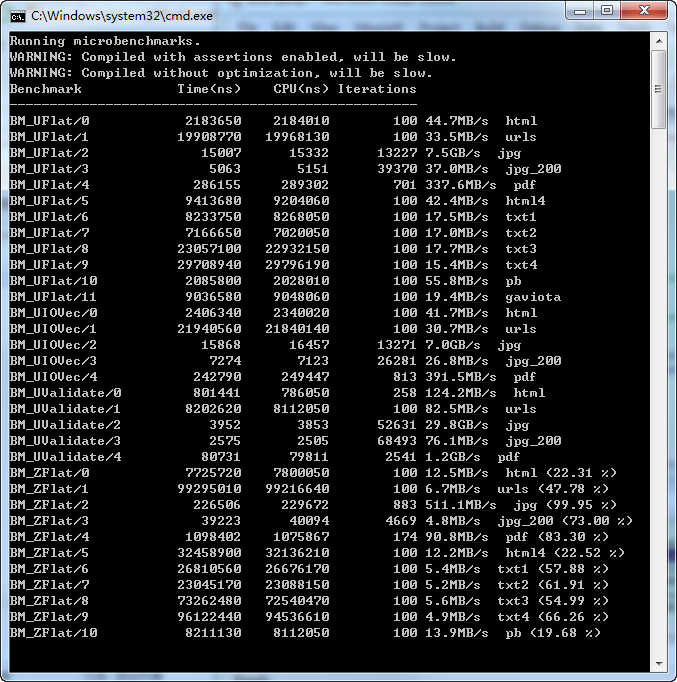 C:\Windows\system32\cmd.exe
Running microbenchmarks.
WARNING: Compiled with assertions enabled, will be slow.
WARNING: Compiled without optimization, will be slow.
Benchmark Time(ns) CPU(ns) Iterations
---------------------------------------------------
BM_UFlat/0 2183650 2184010 100 44.7MB/s html
BM_UFlat/1 19908770 19968130 100 33.5MB/s urls
BM_UFlat/2 15007 15332 13227 7.5GB/s jpg
BM_UFlat/3 5063 5151 39370 37.0MB/s jpg_200
BM_UFlat/4 286155 289302 701 337.6MB/s pdf
BM_UFlat/5 9413680 9204060 100 42.4MB/s html4
BM_UFlat/6 8233750 8268050 100 17.5MB/s txt1
BM_UFlat/7 7166650 7020050 100 17.0MB/s txt2
BM_UFlat/8 23057100 22932150 100 17.7MB/s txt3
BM_UFlat/9 29708940 29796190 100 15.4MB/s txt4
BM_UFlat/10 2085800 2028010 100 55.8MB/s pb
BM_UFlat/11 9036580 9048060 100 19.4MB/s gaviota
BM_UIOVec/0 2406340 2340020 100 41.7MB/s html
BM_UIOVec/1 21940560 21840140 100 30.7MB/s urls
BM_UIOVec/2 15868 16457 13271 7.0GB/s jpg
BM_UIOVec/3 7274 7123 26281 26.8MB/s jpg_200
BM_UIOVec/4 242790 249447 813 391.5MB/s pdf
BM_UValidate/0 801441 786050 258 124.2MB/s html
BM_UValidate/1 8202620 8112050 100 82.5MB/s urls
BM_UValidate/2 3952 3853 52631 29.8GB/s jpg
BM_UValidate/3 2575 2505 68493 76.1MB/s jpg_200
BM_UValidate/4 80731 79811 2541 1.2GB/s pdf
BM_ZFlat/0 7725720 7800050 100 12.5MB/s html (22.31 %)
BM_ZFlat/1 99295010 99216640 100 6.7MB/s urls (47.78 %)
BM_ZFlat/2 226506 229672 883 511.1MB/s jpg (99.95 %)
BM_ZFlat/3 39223 40094 4669 4.8MB/s jpg_200 (73.00 %)
BM_ZFlat/4 1098402 1075867 174 90.8MB/s pdf (83.30 %)
BM_ZFlat/5 32458900 32136210 100 12.2MB/s html4 (22.52 %)
BM_ZFlat/6 26810560 26676170 100 5.4MB/s txt1 (57.88 %)
BM_ZFlat/7 23045170 23088150 100 5.2MB/s txt2 (61.91 %)
BM_ZFlat/8 73262480 72540470 100 5.6MB/s txt3 (54.99 %)
BM_ZFlat/9 96122440 94536610 100 4.9MB/s txt4 (66.26 %)
BM_ZFlat/10 8211130 8112050 100 13.9MB/s pb (19.68 %)